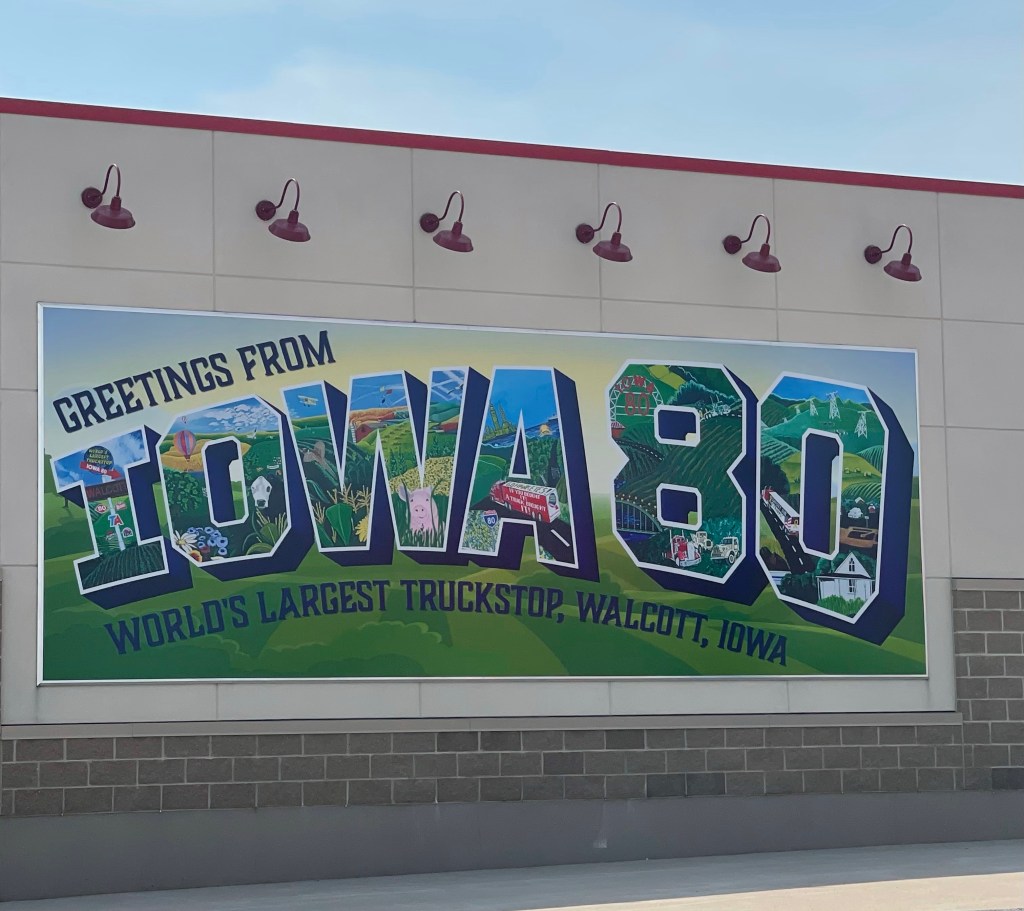 GREETINGS FROM
IOWA 80
WORLD'S LARGEST TRUCKSTOP, WALCOTT, IOWA